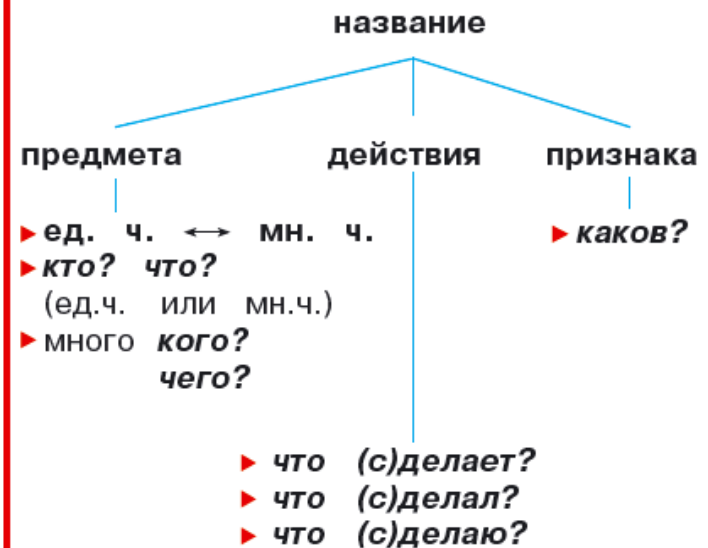 название
предмета действия признака
ед. ч. ↔ мн. ч. каков?
кто? что?
(ед.ч. или мн.ч.)
много кого?
чего?
что (с)делает?
что (с)делал?
что (с)делаю?